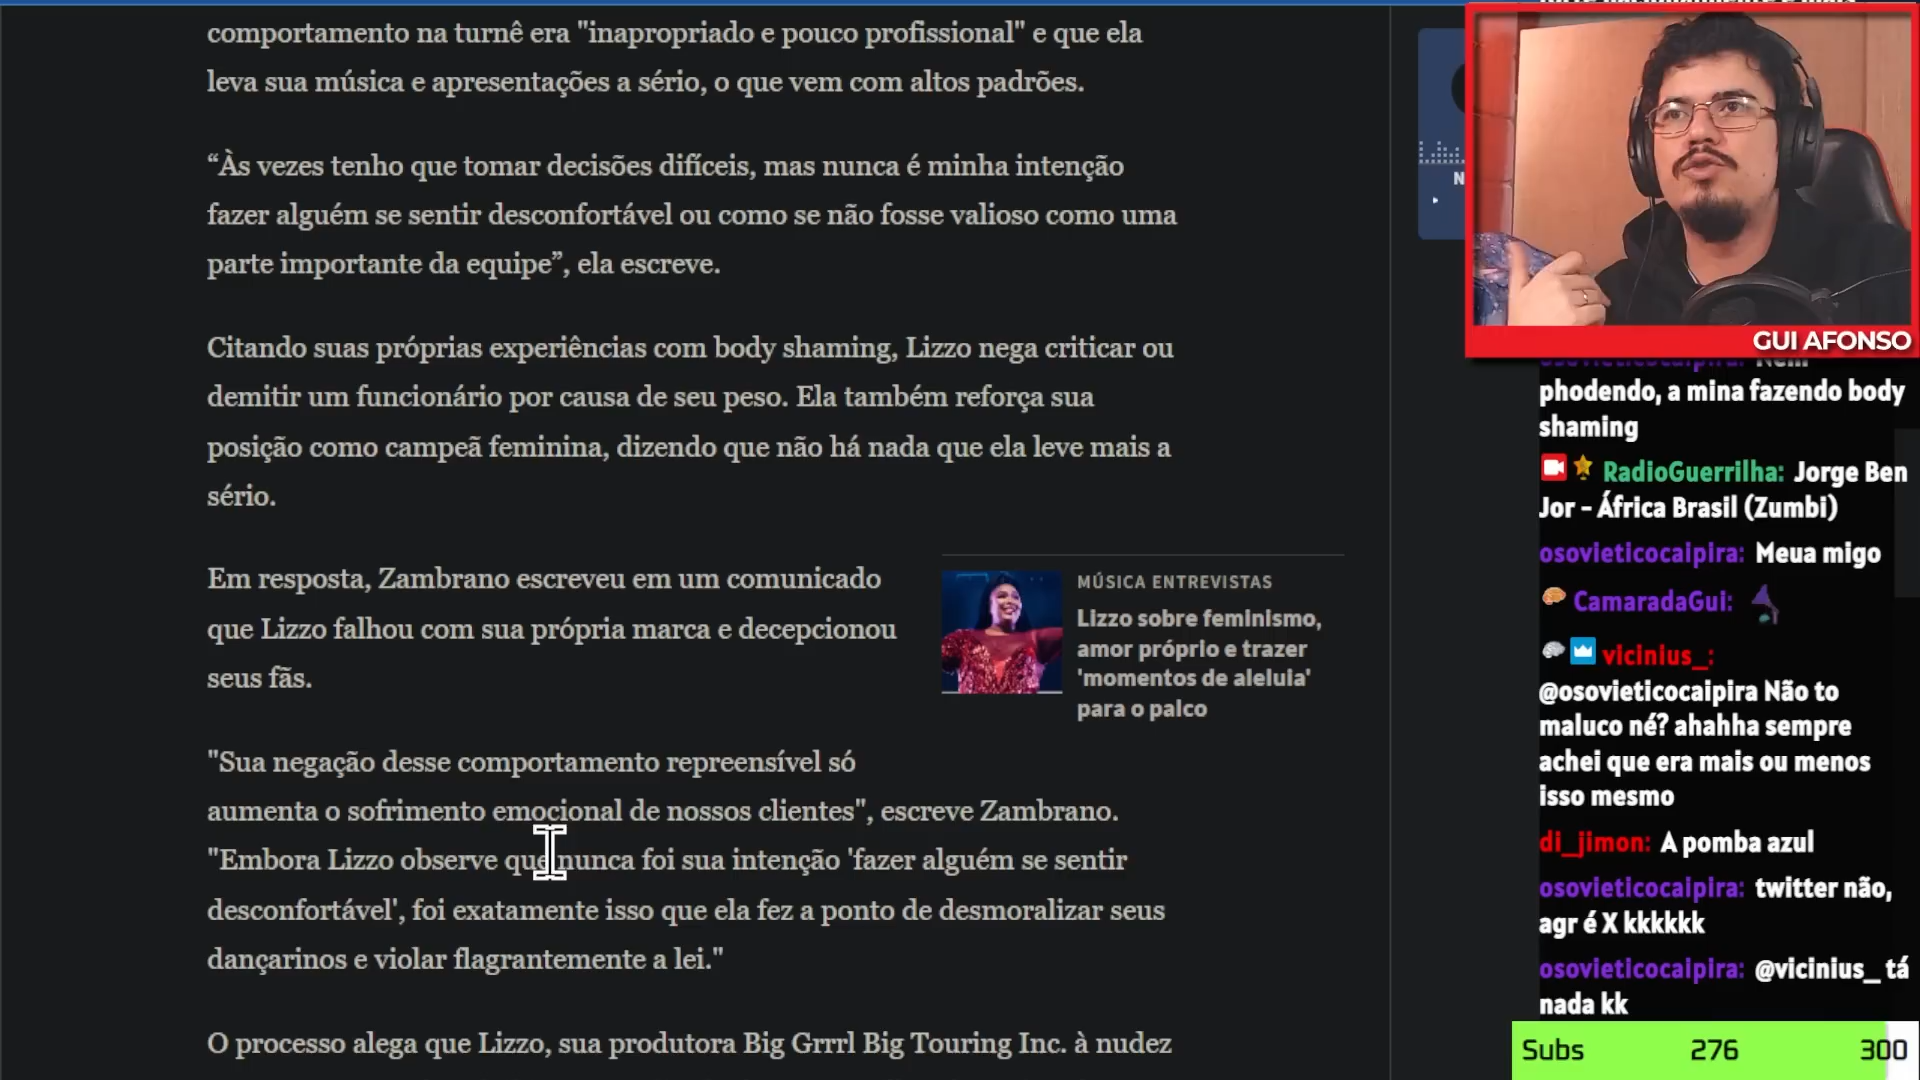 comportamento na turnê era "inapropriado e pouco profissional" e que ela
leva sua música e apresentações a sério, o que vem com altos padrões.
“Às vezes tenho que tomar decisões difíceis, mas nunca é minha intenção
fazer alguém se sentir desconfortável ou como se não fosse valioso como uma
parte importante da equipe”, ela escreve.
Citando suas próprias experiências com body shaming, Lizzo nega criticar ou
demitir um funcionário por causa de seu peso. Ela também reforça sua
posição como campeã feminina, dizendo que não há nada que ela leve mais a
sério.
Em resposta, Zambrano escreveu em um comunicado
que Lizzo falhou com sua própria marca e decepcionou
seus fãs.
MÚSICA ENTREVISTAS
Lizzo sobre feminismo,
amor próprio e trazer
'momentos de aleluia'
para o palco
"Sua negação desse comportamento repreensível só
aumenta o sofrimento emocional de nossos clientes", escreve Zambrano.
"Embora Lizzo observe que nunca foi sua intenção 'fazer alguém se sentir
desconfortável', foi exatamente isso que ela fez a ponto de desmoralizar seus
dançarinos e violar flagrantemente a lei."
O processo alega que Lizzo, sua produtora Big Grrrl Big Touring Inc. à nudez
N
GUI AFONSO
osovieticocaipira: Nem
phodendo, a mina fazendo body
shaming
RadioGuerrilha: Jorge Ben
Jor - África Brasil (Zumbi)
osovieticocaipira: Meua migo
CamaradaGui:
vicinius_:
@osovieticocaipira Não to
maluco né? ahahha sempre
achei que era mais ou menos
isso mesmo
di_jimon: A pomba azul
osovieticocaipira: twitter não,
agr é X kkkkkk
osovieticocaipira: @vicinius_ tá
nada kk
Subs 276 300